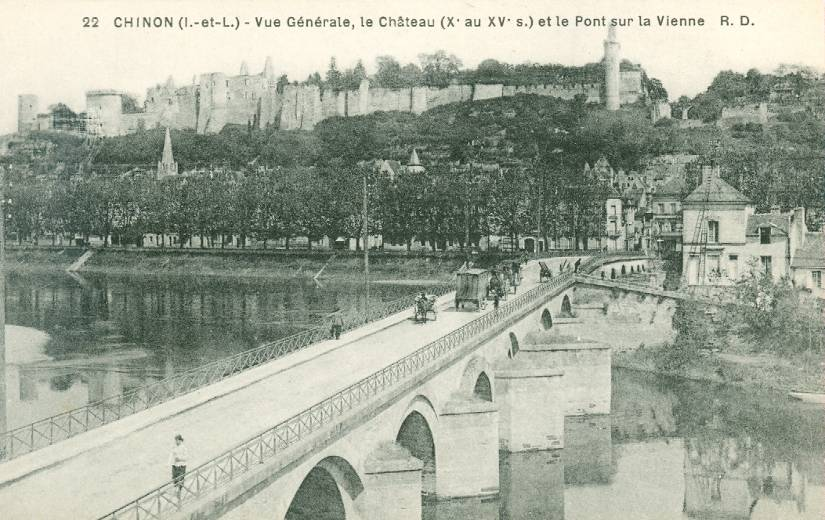 22 CHINON (I.-et-L.) - Vue Générale, le Château (Xᵉ au XVᵉ s.) et le Pont sur la Vienne R. D.